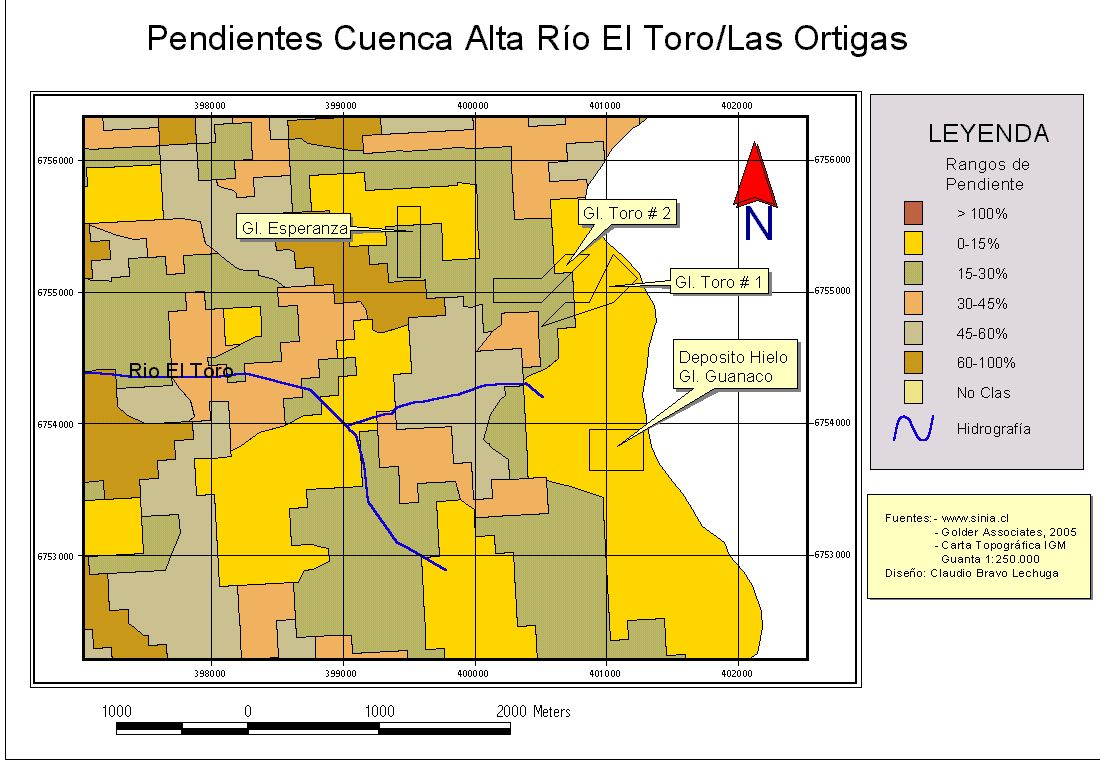 Pendientes Cuenca Alta Río El Toro/Las Ortigas
398000 399000 400000 401000 402000
6756000 6756000
Gl. Toro # 2
Gl. Esperanza
N
Gl. Toro # 1
6755000 6755000
Deposito Hielo
Gl. Guanaco
Rio El Toro
6754000 6754000
6753000 6753000
398000 399000 400000 401000 402000
1000 0 1000 2000 Meters
LEYENDA
Rangos de
Pendiente
> 100%
0-15%
15-30%
30-45%
45-60%
60-100%
No Clas
Hidrografía
Fuentes:- www.sinia.cl
- Golder Associates, 2005
- Carta Topográfica IGM
Guanta 1:250.000
Diseño: Claudio Bravo Lechuga